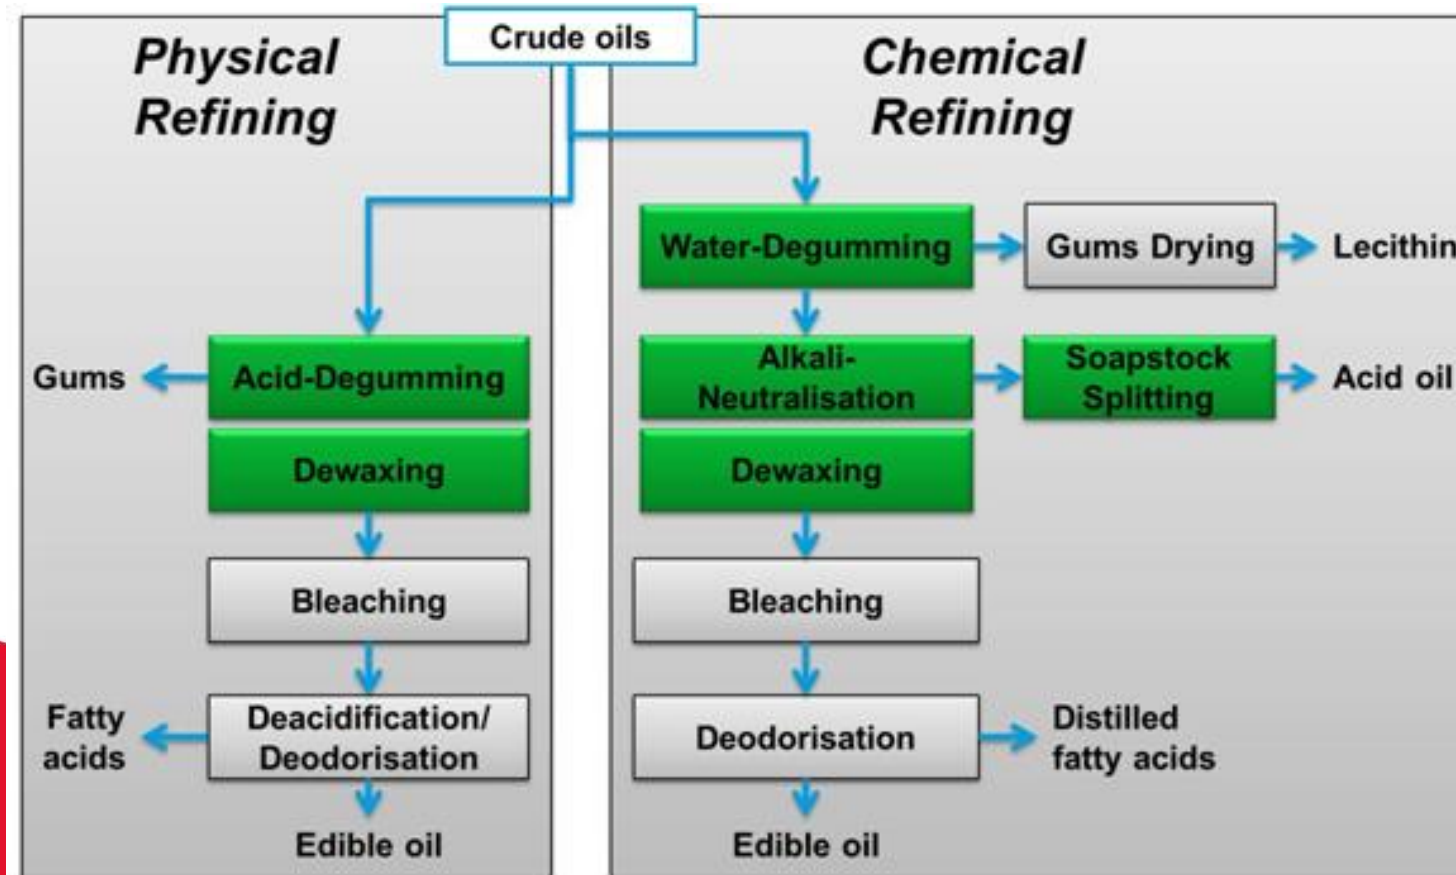 Crude oils
Physical
Refining
Chemical
Refining
Water-Degumming
Gums Drying
Lecithin
Gums
Acid-Degumming
Alkali-
Neutralisation
Soapstock
Splitting
Acid oil
Dewaxing
Dewaxing
Bleaching
Bleaching
Fatty
acids
Deacidification/
Deodorisation
Deodorisation
Distilled
fatty acids
Edible oil
Edible oil